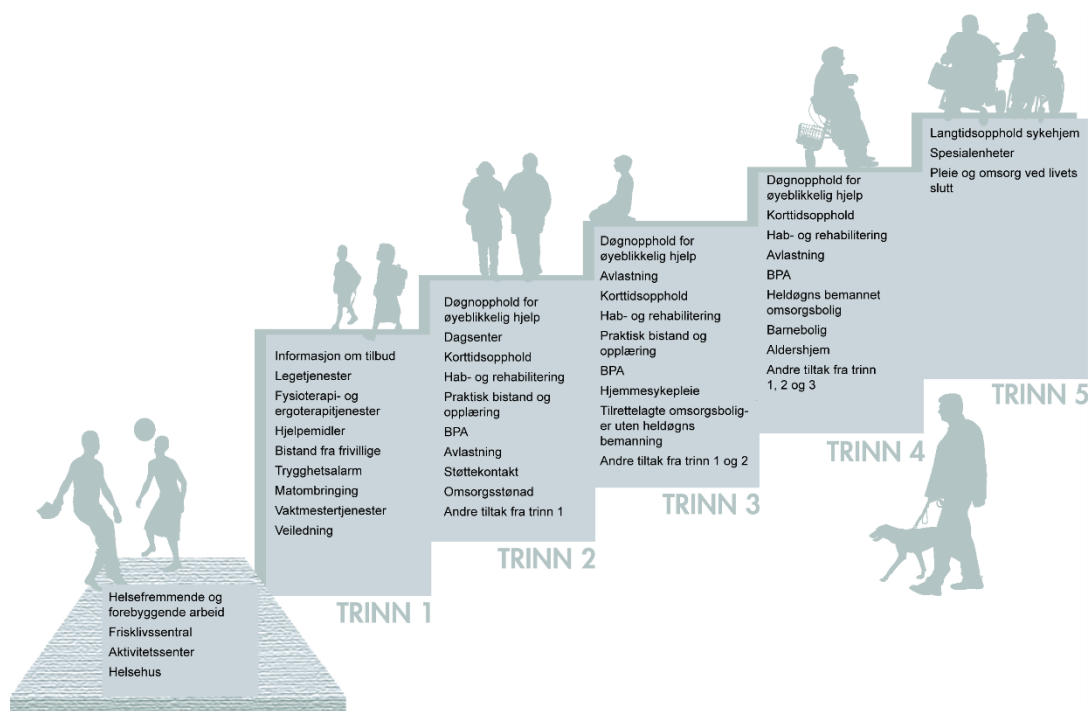 Helsefremmende og
forebyggende arbeid
Frisklivssentral
Aktivitetssenter
Helsehus
Informasjon om tilbud
Legetjenester
Fysioterapi- og
ergoterapitjenester
Hjelpemidler
Bistand fra frivillige
Trygghetsalarm
Matombringing
Vaktmestertjenester
Veiledning
TRINN 1
Døgnopphold for
øyeblikkelig hjelp
Dagsenter
Korttidsopphold
Hab- og rehabilitering
Praktisk bistand og
opplæring
BPA
Avlastning
Støttekontakt
Omsorgsstønad
Andre tiltak fra trinn 1
TRINN 2
Døgnopphold for
øyeblikkelig hjelp
Avlastning
Korttidsopphold
Hab- og rehabilitering
Praktisk bistand og
opplæring
BPA
Hjemmesykepleie
Tilrettelagte omsorgsbolig-
er uten heldøgns
bemanning
Andre tiltak fra trinn 1 og 2
TRINN 3
Døgnopphold for
øyeblikkelig hjelp
Korttidsopphold
Hab- og rehabilitering
Avlastning
BPA
Heldøgns bemannet
omsorgsbolig
Barnebolig
Aldershjem
Andre tiltak fra trinn
1, 2 og 3
TRINN 4
Langtidsopphold sykehjem
Spesialenheter
Pleie og omsorg ved livets
slutt
TRINN 5